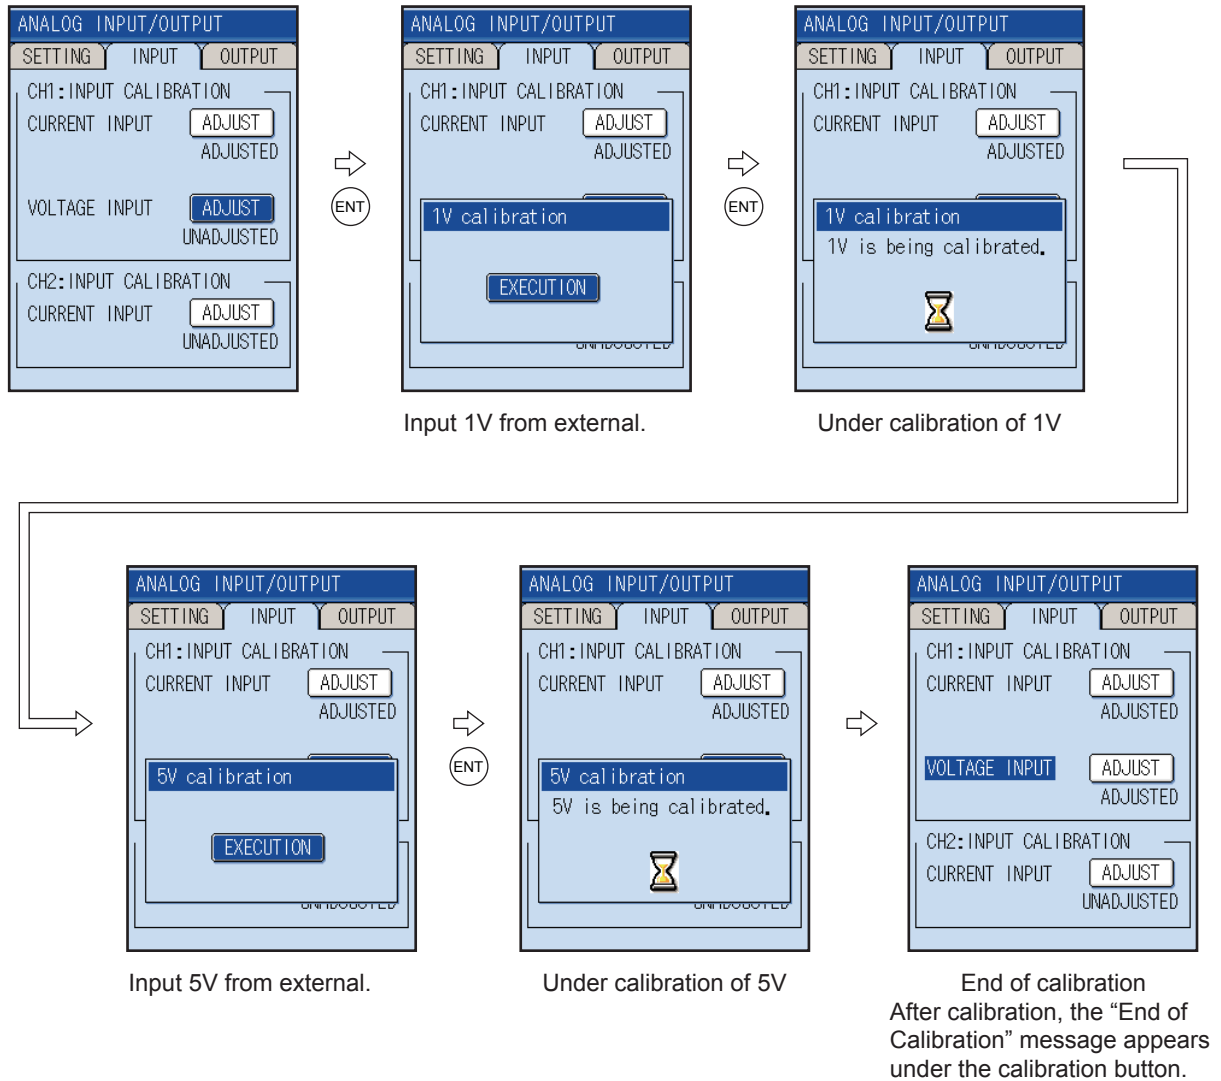 ANALOG INPUT/OUTPUT
SETTING INPUT OUTPUT
CH1:INPUT CALIBRATION
CURRENT INPUT ADJUST
ADJUSTED
VOLTAGE INPUT ADJUST
UNADJUSTED
CH2:INPUT CALIBRATION
CURRENT INPUT ADJUST
UNADJUSTED
ENT
ANALOG INPUT/OUTPUT
SETTING INPUT OUTPUT
CH1:INPUT CALIBRATION
CURRENT INPUT ADJUST
ADJUSTED
1V calibration
EXECUTION
Input 1V from external.
ENT
ANALOG INPUT/OUTPUT
SETTING INPUT OUTPUT
CH1:INPUT CALIBRATION
CURRENT INPUT ADJUST
ADJUSTED
1V calibration
1V is being calibrated.
Under calibration of 1V
ANALOG INPUT/OUTPUT
SETTING INPUT OUTPUT
CH1:INPUT CALIBRATION
CURRENT INPUT ADJUST
ADJUSTED
5V calibration
EXECUTION
Input 5V from external.
ENT
ANALOG INPUT/OUTPUT
SETTING INPUT OUTPUT
CH1:INPUT CALIBRATION
CURRENT INPUT ADJUST
ADJUSTED
5V calibration
5V is being calibrated.
Under calibration of 5V
ANALOG INPUT/OUTPUT
SETTING INPUT OUTPUT
CH1:INPUT CALIBRATION
CURRENT INPUT ADJUST
ADJUSTED
VOLTAGE INPUT ADJUST
ADJUSTED
CH2:INPUT CALIBRATION
CURRENT INPUT ADJUST
UNADJUSTED
End of calibration
After calibration, the “End of
Calibration” message appears
under the calibration button.